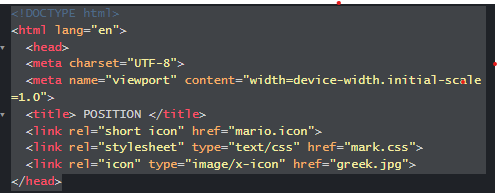 <!DOCTYPE html>
<html lang="en">
<head>
<meta charset="UTF-8">
<meta name="viewport" content="width=device-width.initial-scale
=1.0">
<title> POSITION </title>
<link rel="short icon" href="mario.icon">
<link rel="stylesheet" type="text/css" href="mark.css">
<link rel="icon" type="image/x-icon" href="greek.jpg">
</head>